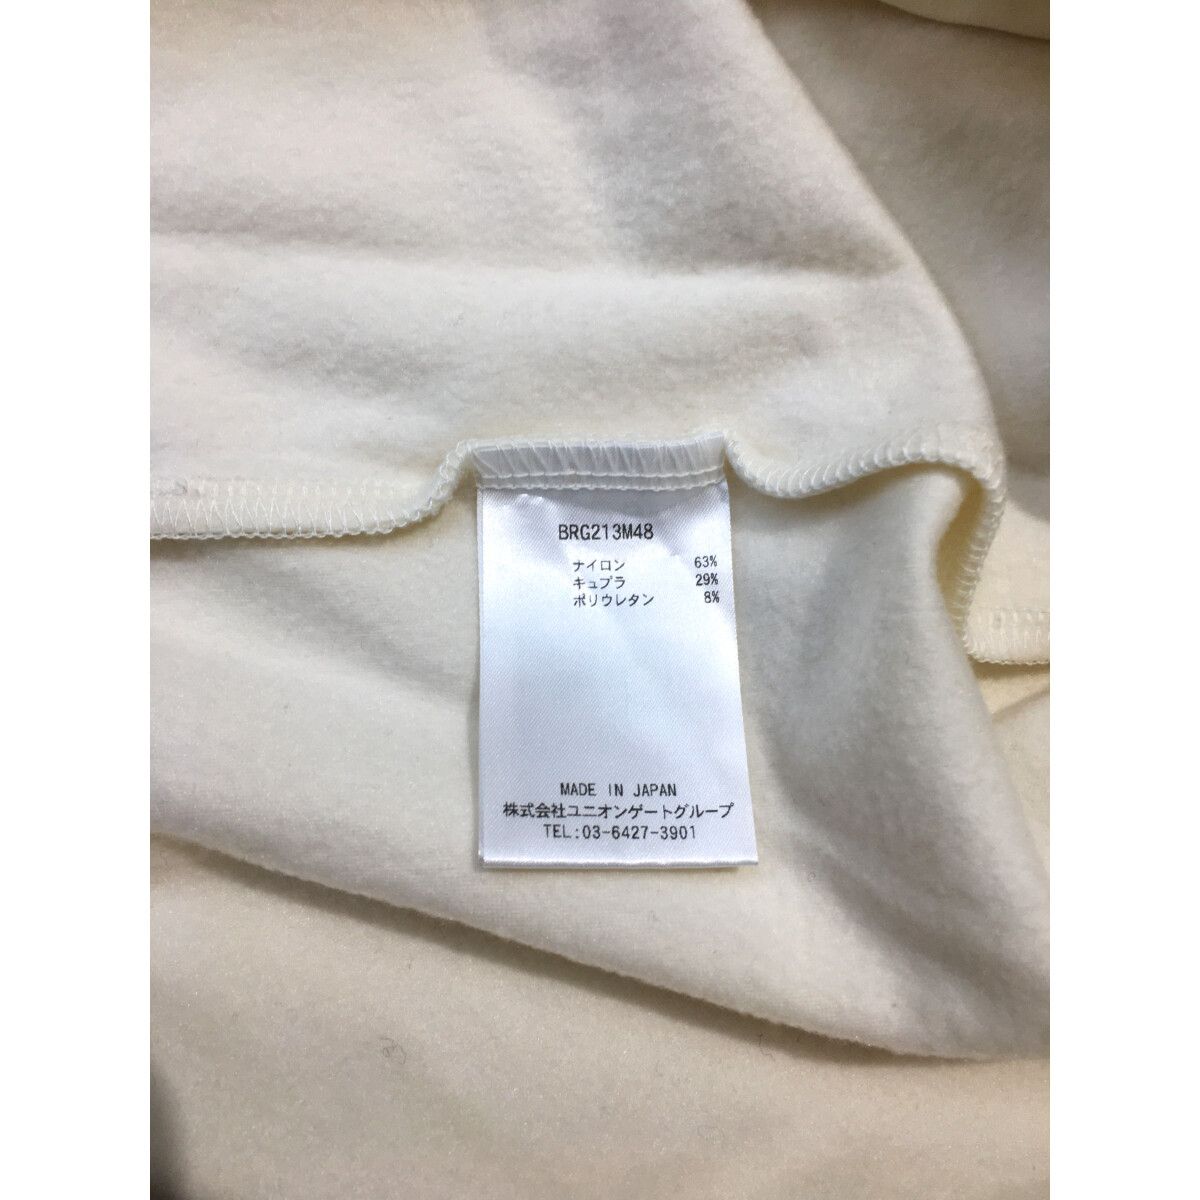 BRG213M48
ナイロン 63%
キュプラ 29%
ポリウレタン 8%
MADE IN JAPAN
株式会社ユニオンゲートグループ
TEL:03-6427-3901